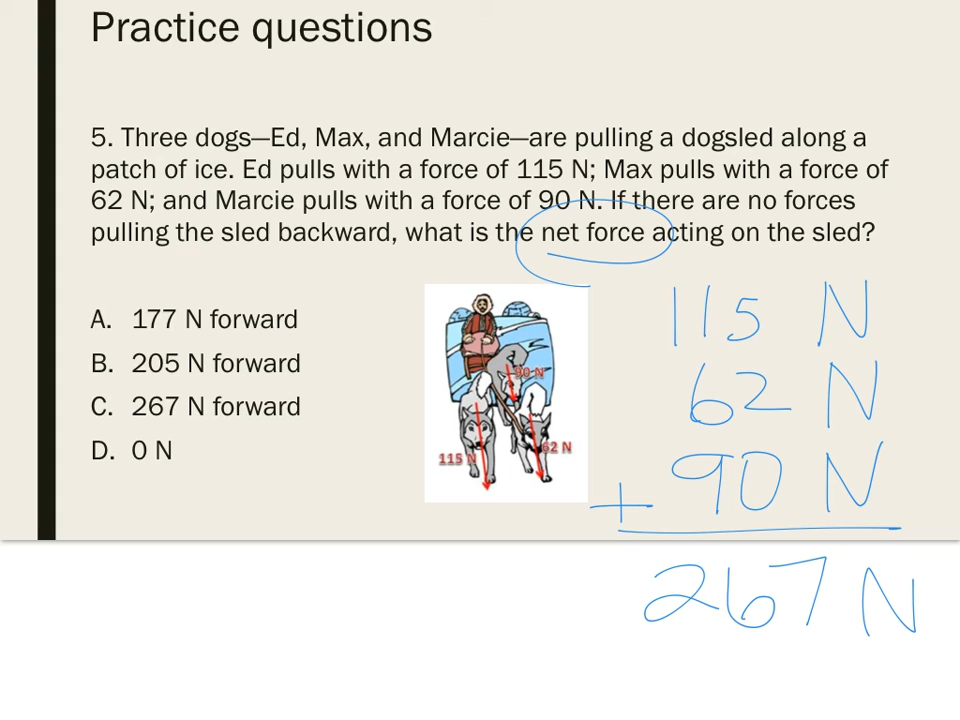 Practice questions
5. Three dogs—Ed, Max, and Marcie—are pulling a dogsled along a
patch of ice. Ed pulls with a force of 115 N; Max pulls with a force of
62 N; and Marcie pulls with a force of 90 N. If there are no forces
pulling the sled backward, what is the net force acting on the sled?
A. 177 N forward
B. 205 N forward
C. 267 N forward
D. 0 N
90 N
62 N
115 N
115 N
62 N
+ 90 N
267 N